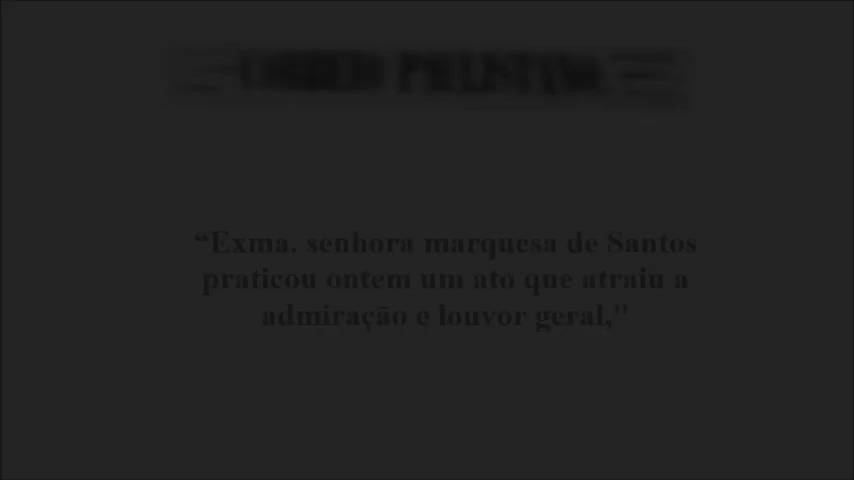 “Exma. senhora marquesa de Santos
praticou ontem um ato que atraiu a
admiração e louvor geral,"